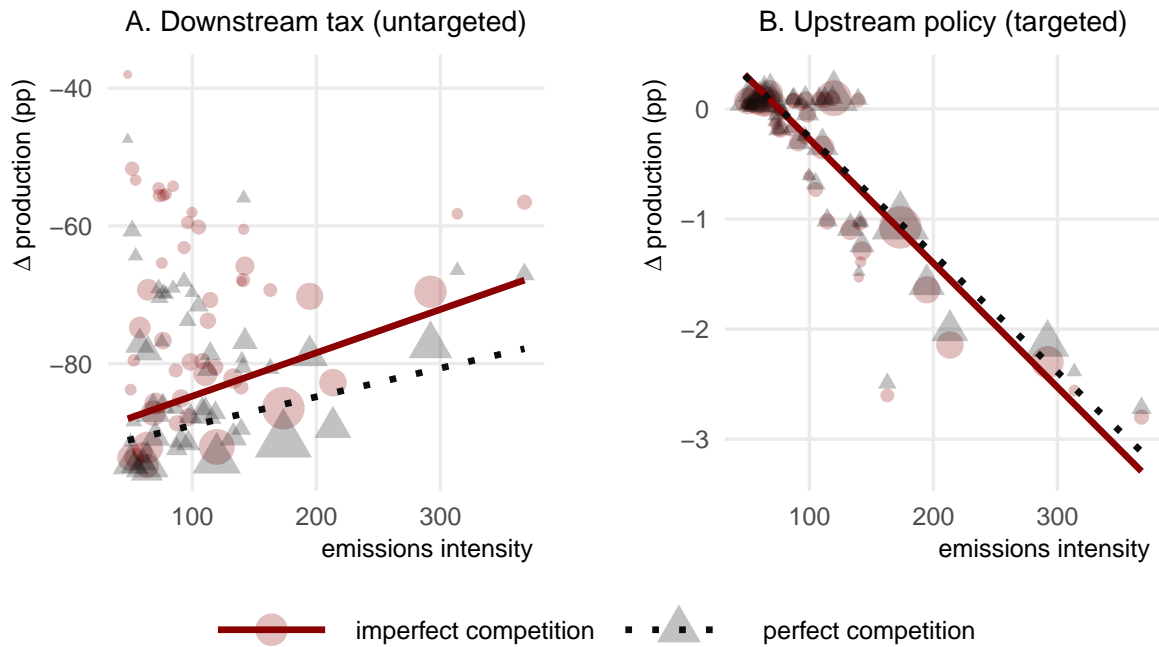 A. Downstream tax (untargeted)
Δ production (pp)
−40
−60
−80
100
200
300
emissions intensity
B. Upstream policy (targeted)
Δ production (pp)
0
−1
−2
−3
100
200
300
emissions intensity
imperfect competition
perfect competition